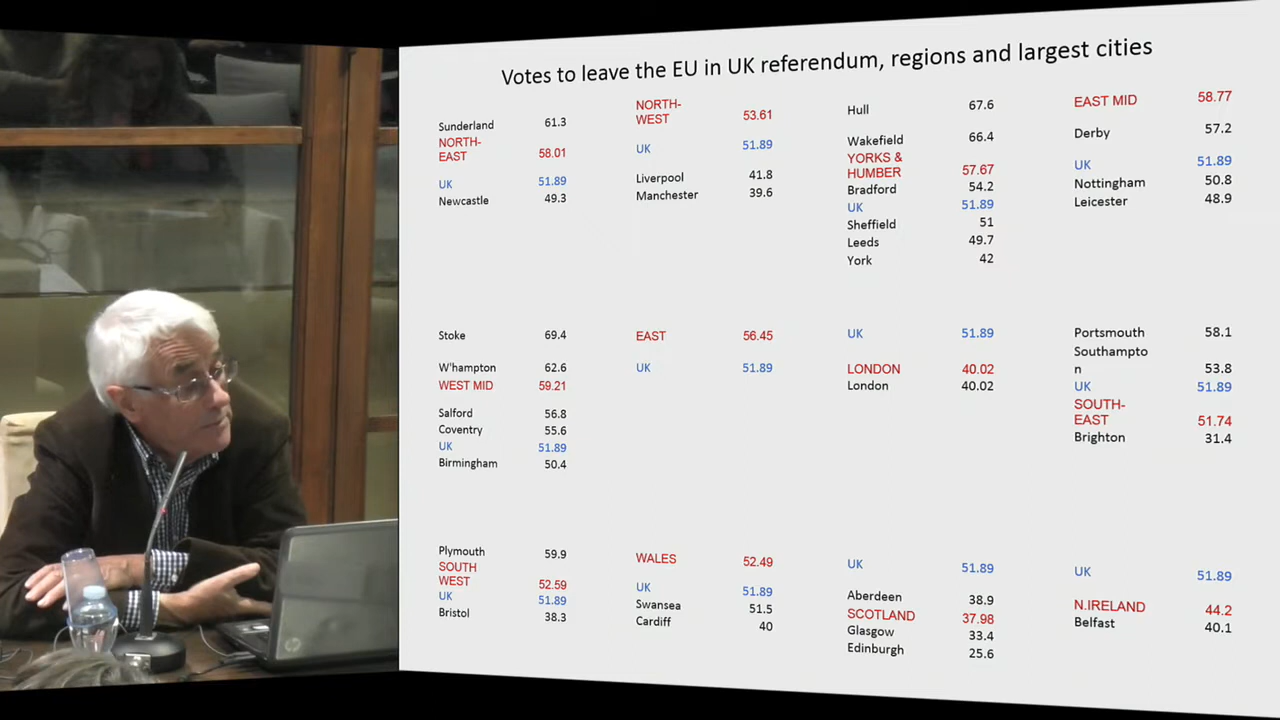 Votes to leave the EU in UK referendum, regions and largest cities
Sunderland 61.3
NORTH-
EAST 58.01
UK 51.89
Newcastle 49.3
NORTH-
WEST 53.61
UK 51.89
Liverpool 41.8
Manchester 39.6
Hull 67.6
Wakefield 66.4
YORKS &
HUMBER 57.67
Bradford 54.2
UK 51.89
Sheffield 51
Leeds 49.7
York 42
EAST MID 58.77
Derby 57.2
UK 51.89
Nottingham 50.8
Leicester 48.9
Stoke 69.4
W'hampton 62.6
WEST MID 59.21
Salford 56.8
Coventry 55.6
UK 51.89
Birmingham 50.4
EAST 56.45
UK 51.89
UK 51.89
LONDON 40.02
London 40.02
Portsmouth 58.1
Southampto
n 53.8
UK 51.89
SOUTH-
EAST 51.74
Brighton 31.4
Plymouth 59.9
SOUTH
WEST 52.59
UK 51.89
Bristol 38.3
WALES 52.49
UK 51.89
Swansea 51.5
Cardiff 40
UK 51.89
Aberdeen 38.9
SCOTLAND 37.98
Glasgow 33.4
Edinburgh 25.6
UK 51.89
N.IRELAND 44.2
Belfast 40.1
hp